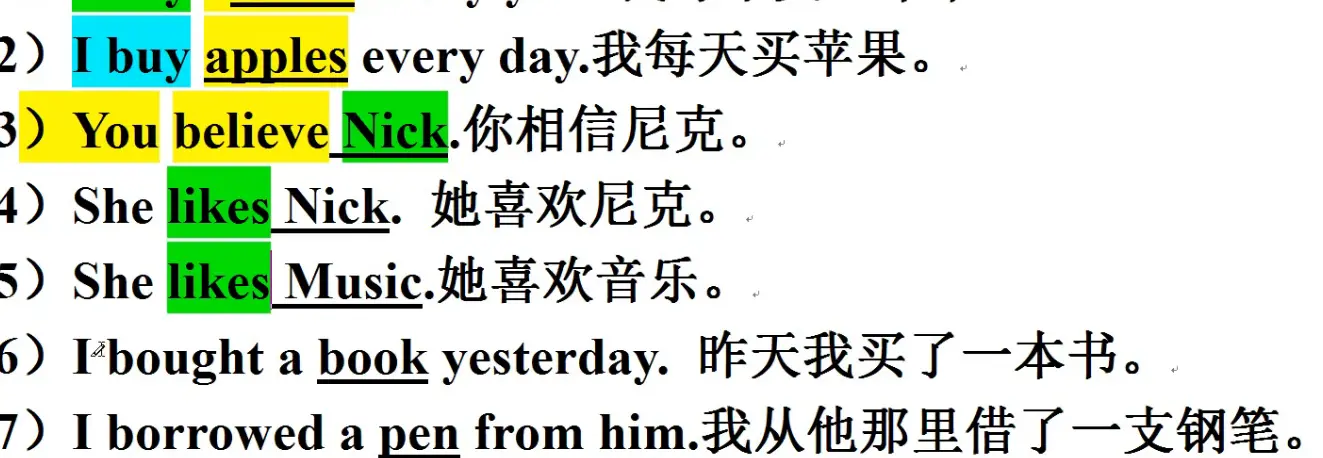 2）I buy apples every day.我每天买苹果。
3）You believe Nick.你相信尼克。
4）She likes Nick. 她喜欢尼克。
5）She likes Music.她喜欢音乐。
6）I bought a book yesterday. 昨天我买了一本书。
7）I borrowed a pen from him.我从他那里借了一支钢笔。